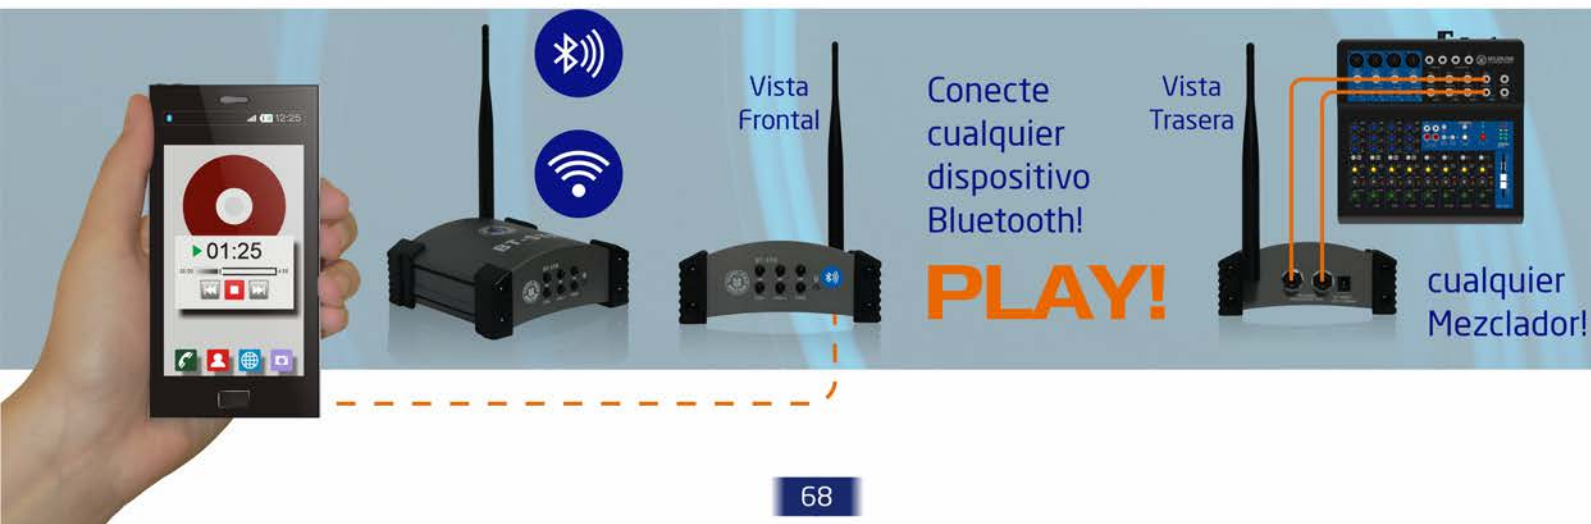 12:25
01:25
Vista
Frontal
Conecte
cualquier
dispositivo
Bluetooth!
PLAY!
Vista
Trasera
cualquier
Mezclador!
68